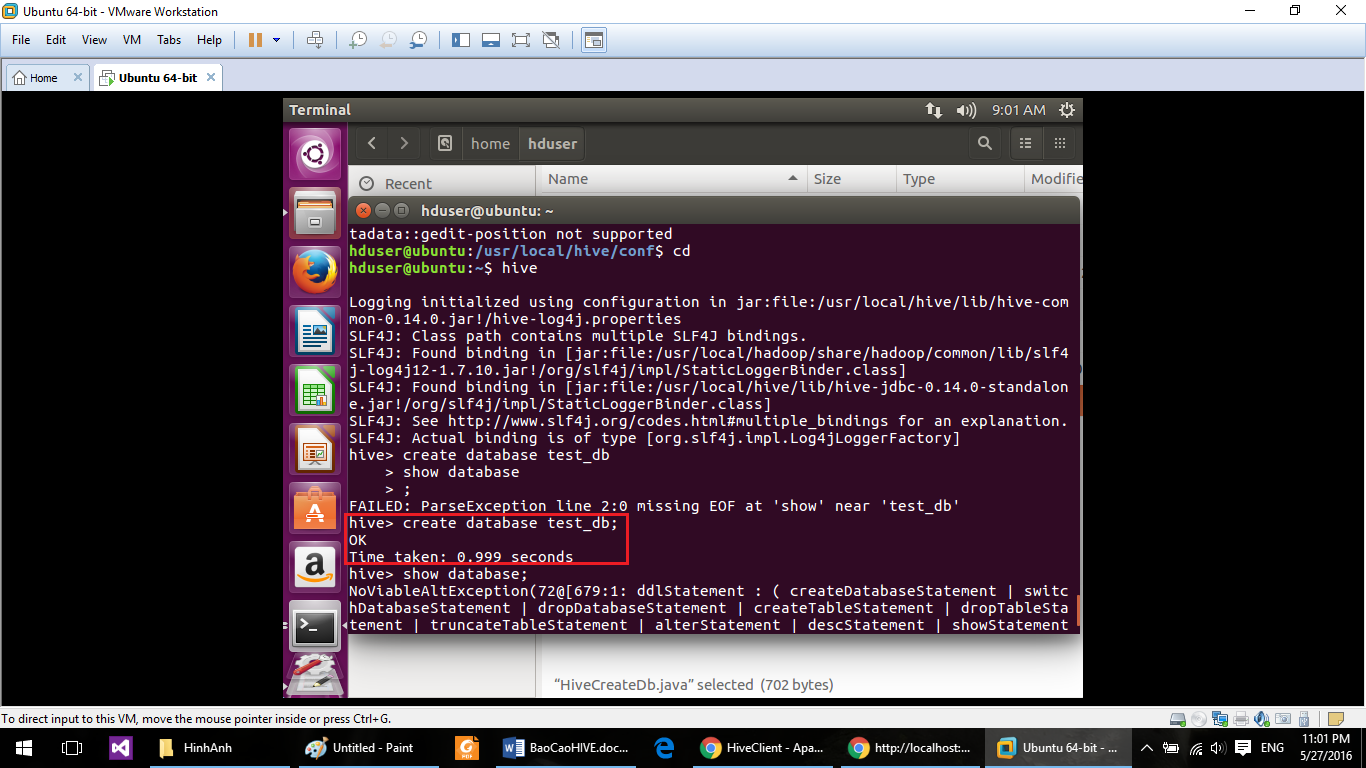 Ubuntu 64-bit - VMware Workstation
File Edit View VM Tabs Help
Home Ubuntu 64-bit
Terminal 9:01 AM
home hduser
Recent Name Size Type Modifie
hduser@ubuntu: ~
tadata::gedit-position not supported
hduser@ubuntu:/usr/local/hive/conf$ cd
hduser@ubuntu:~$ hive
Logging initialized using configuration in jar:file:/usr/local/hive/lib/hive-com
mon-0.14.0.jar!/hive-log4j.properties
SLF4J: Class path contains multiple SLF4J bindings.
SLF4J: Found binding in [jar:file:/usr/local/hadoop/share/hadoop/common/lib/slf4
j-log4j12-1.7.10.jar!/org/slf4j/impl/StaticLoggerBinder.class]
SLF4J: Found binding in [jar:file:/usr/local/hive/lib/hive-jdbc-0.14.0-standalon
e.jar!/org/slf4j/impl/StaticLoggerBinder.class]
SLF4J: See http://www.slf4j.org/codes.html#multiple_bindings for an explanation.
SLF4J: Actual binding is of type [org.slf4j.impl.Log4jLoggerFactory]
hive> create database test_db
> show database
> ;
FAILED: ParseException line 2:0 missing EOF at 'show' near 'test_db'
hive> create database test_db;
OK
Time taken: 0.999 seconds
hive> show database;
NoViableAltException(72@[679:1: ddlStatement : ( createDatabaseStatement | switc
hDatabaseStatement | dropDatabaseStatement | createTableStatement | dropTableSta
tement | truncateTableStatement | alterStatement | descStatement | showStatement
“HiveCreateDb.java” selected (702 bytes)
To direct input to this VM, move the mouse pointer inside or press Ctrl+G.
HinhAnh Untitled - Paint PDF BaoCaoHIVE.doc... HiveClient - Apa... http://localhost:... Ubuntu 64-bit - ... ENG 11:01 PM
5/27/2016